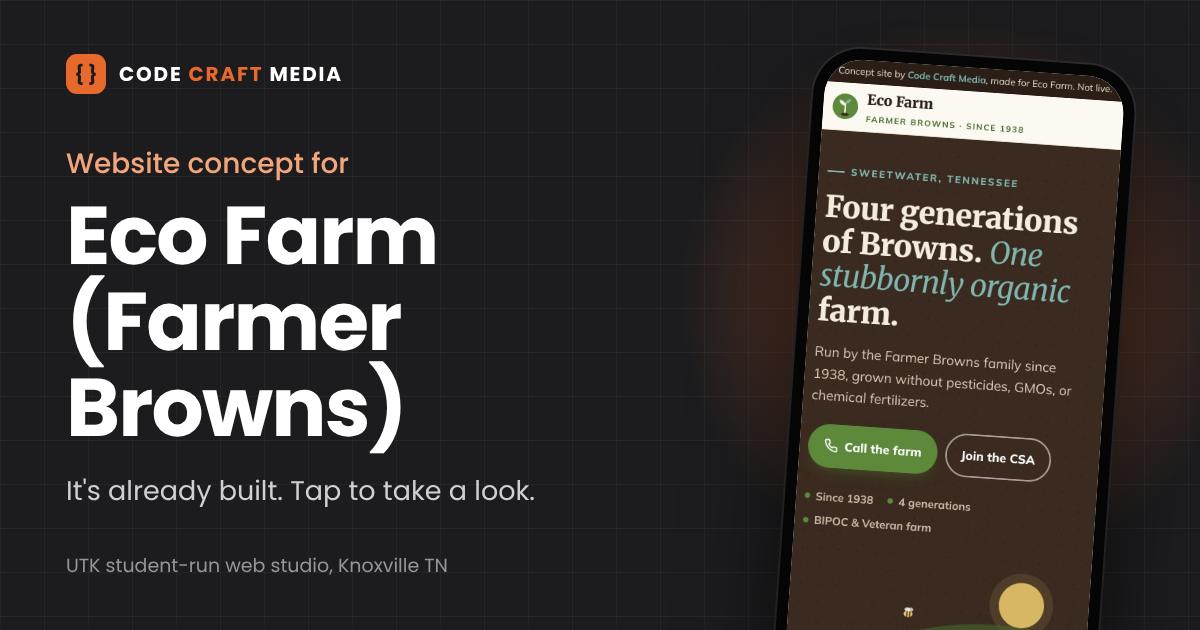 { } CODE CRAFT MEDIA
Website concept for
Eco Farm
(Farmer
Browns)
It's already built. Tap to take a look.
UTK student-run web studio, Knoxville TN
Concept site by Code Craft Media, made for Eco Farm. Not live.
Eco Farm
FARMER BROWNS · SINCE 1938
— SWEETWATER, TENNESSEE
Four generations
of Browns. One
stubbornly organic
farm.
Run by the Farmer Browns family since
1938, grown without pesticides, GMOs, or
chemical fertilizers.
Call the farm Join the CSA
• Since 1938 • 4 generations
• BIPOC & Veteran farm